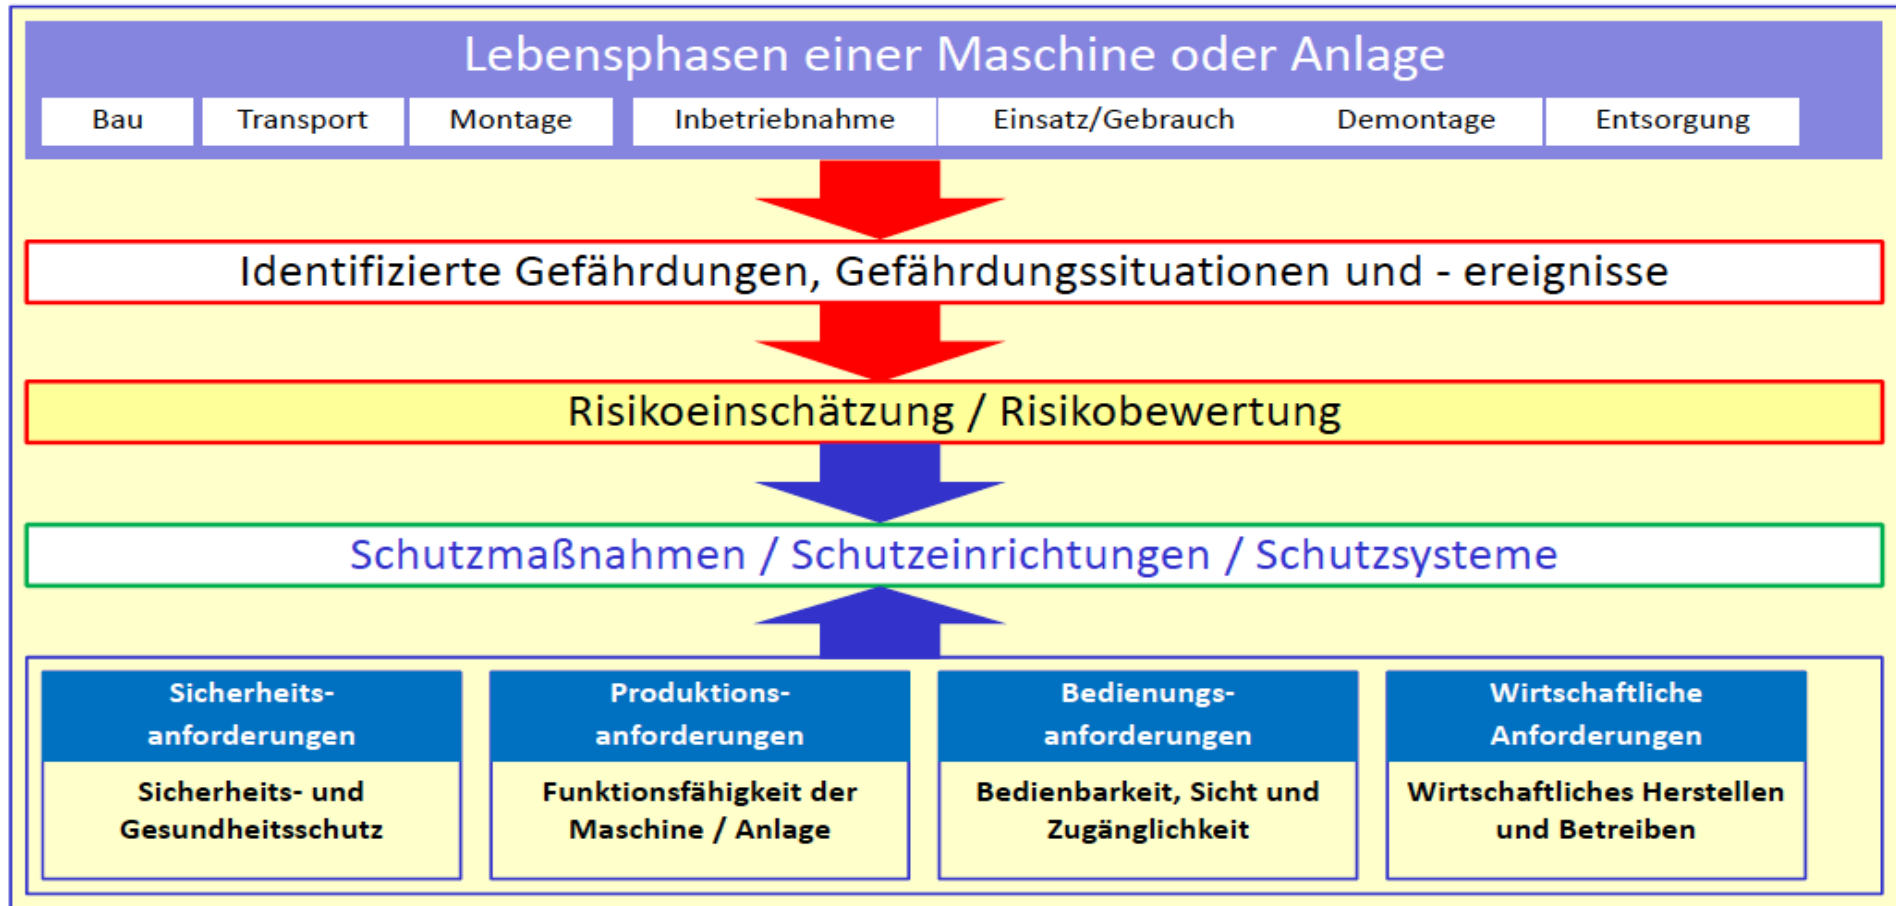 Lebensphasen einer Maschine oder Anlage
Bau
Transport
Montage
Inbetriebnahme
Einsatz/Gebrauch
Demontage
Entsorgung
Identifizierte Gefährdungen, Gefährdungssituationen und - ereignisse
Risikoeinschätzung / Risikobewertung
Schutzmaßnahmen / Schutzeinrichtungen / Schutzsysteme
Sicherheits-
anforderungen
Sicherheits- und
Gesundheitsschutz
Produktions-
anforderungen
Funktionsfähigkeit der
Maschine / Anlage
Bedienungs-
anforderungen
Bedienbarkeit, Sicht und
Zugänglichkeit
Wirtschaftliche
Anforderungen
Wirtschaftliches Herstellen
und Betreiben